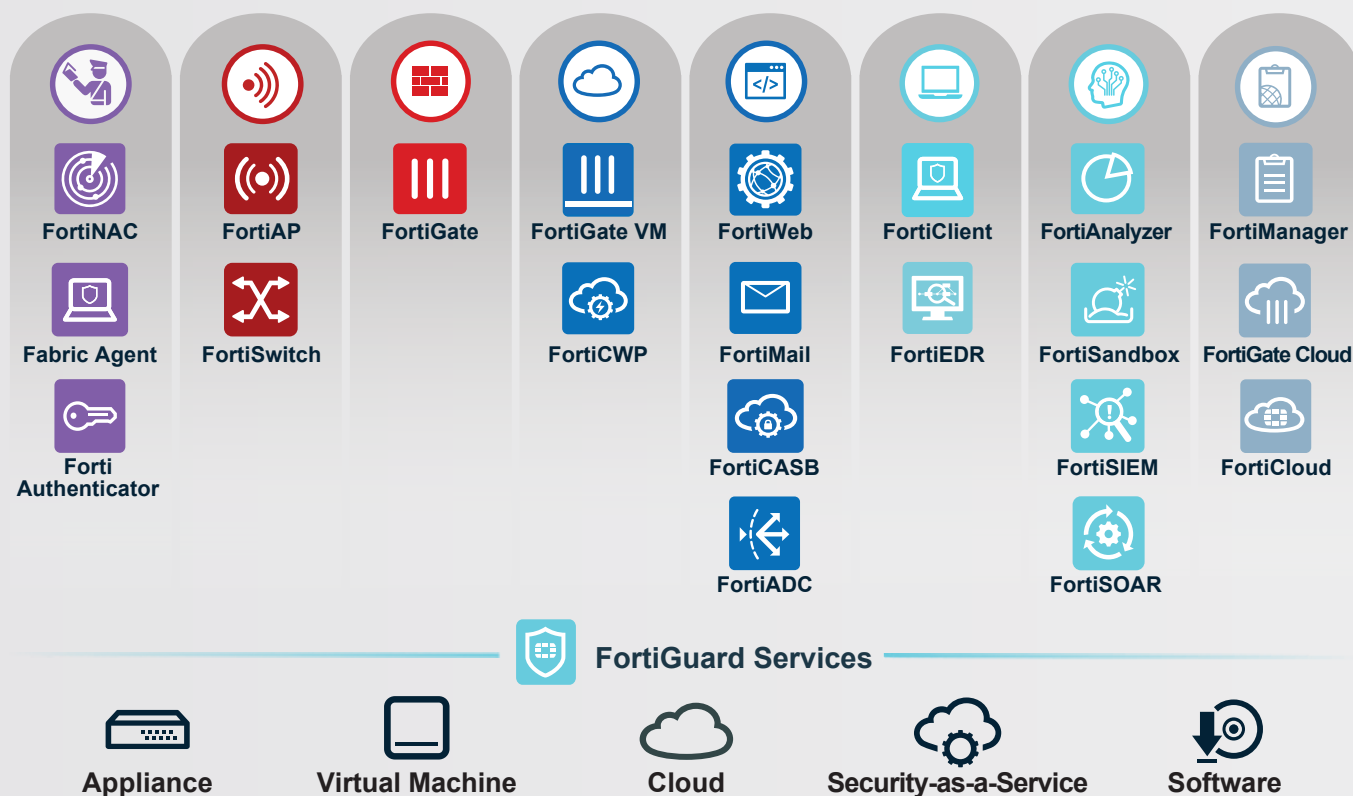 </>
FortiNAC
FortiAP
FortiGate
FortiGate VM
FortiWeb
FortiClient
FortiAnalyzer
FortiManager
Fabric Agent
FortiSwitch
FortiCWP
FortiMail
FortiEDR
FortiSandbox
FortiGate Cloud
Forti
Authenticator
FortiCASB
FortiSIEM
FortiCloud
FortiADC
FortiSOAR
FortiGuard Services
Appliance
Virtual Machine
Cloud
Security-as-a-Service
Software